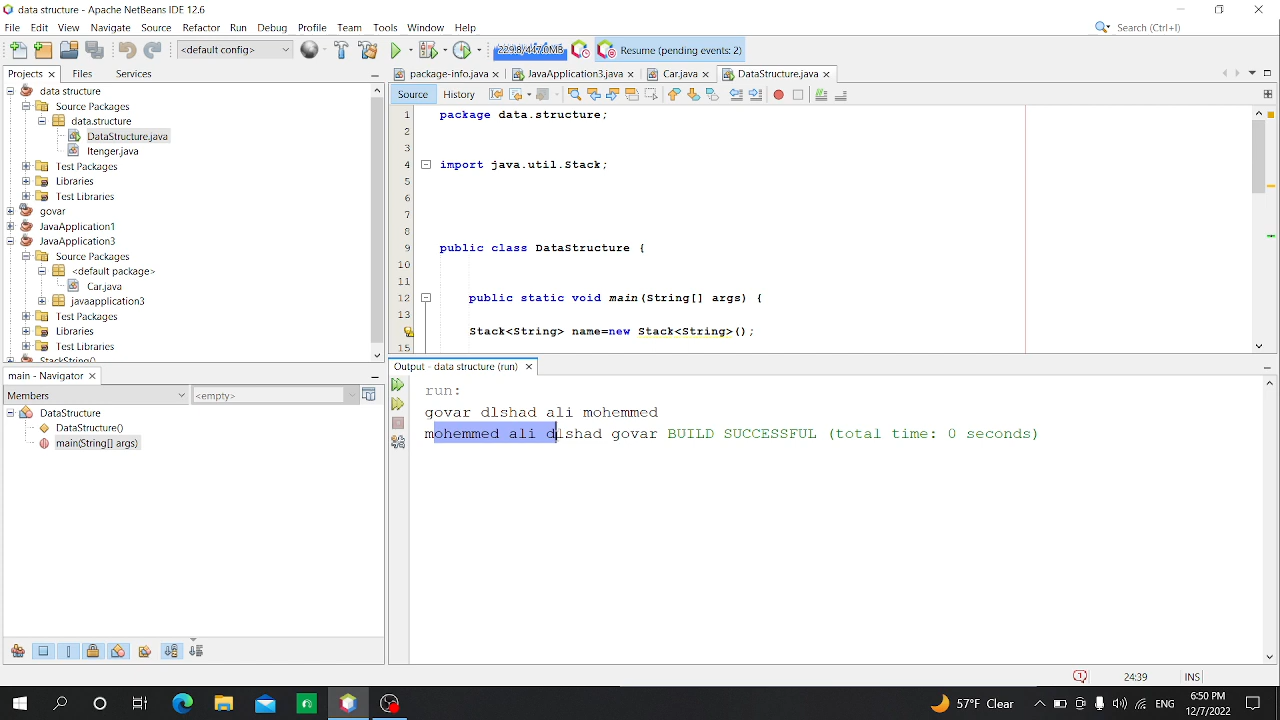 data structure - Apache NetBeans IDE 12.6
File Edit View Navigate Source Refactor Run Debug Profile Team Tools Window Help
Search (Ctrl+I)
<default config>
229.8/417.0MB
Resume (pending events: 2)
Projects
Files
Services
package-info.java
JavaApplication3.java
Car.java
DataStructure.java
Source
History
data structure
Source Packages
data.structure
DataStructure.java
Itenger.java
Test Packages
Libraries
Test Libraries
govar
JavaApplication1
JavaApplication3
Source Packages
<default package>
Car.java
javaapplication3
Test Packages
Libraries
Test Libraries
StackString()
1 package data.structure;
2
3
4 import java.util.Stack;
5
6
7
8
9 public class DataStructure {
10
11
12 public static void main(String[] args) {
13
Stack<String> name=new Stack<String>();
15
main - Navigator
Members
<empty>
DataStructure
DataStructure()
main(String[] args)
Output - data structure (run)
run:
govar dlshad ali mohemmed
mohemmed ali dlshad govar BUILD SUCCESSFUL (total time: 0 seconds)
24:39
INS
57°F Clear
ENG
6:50 PM
12/7/2022